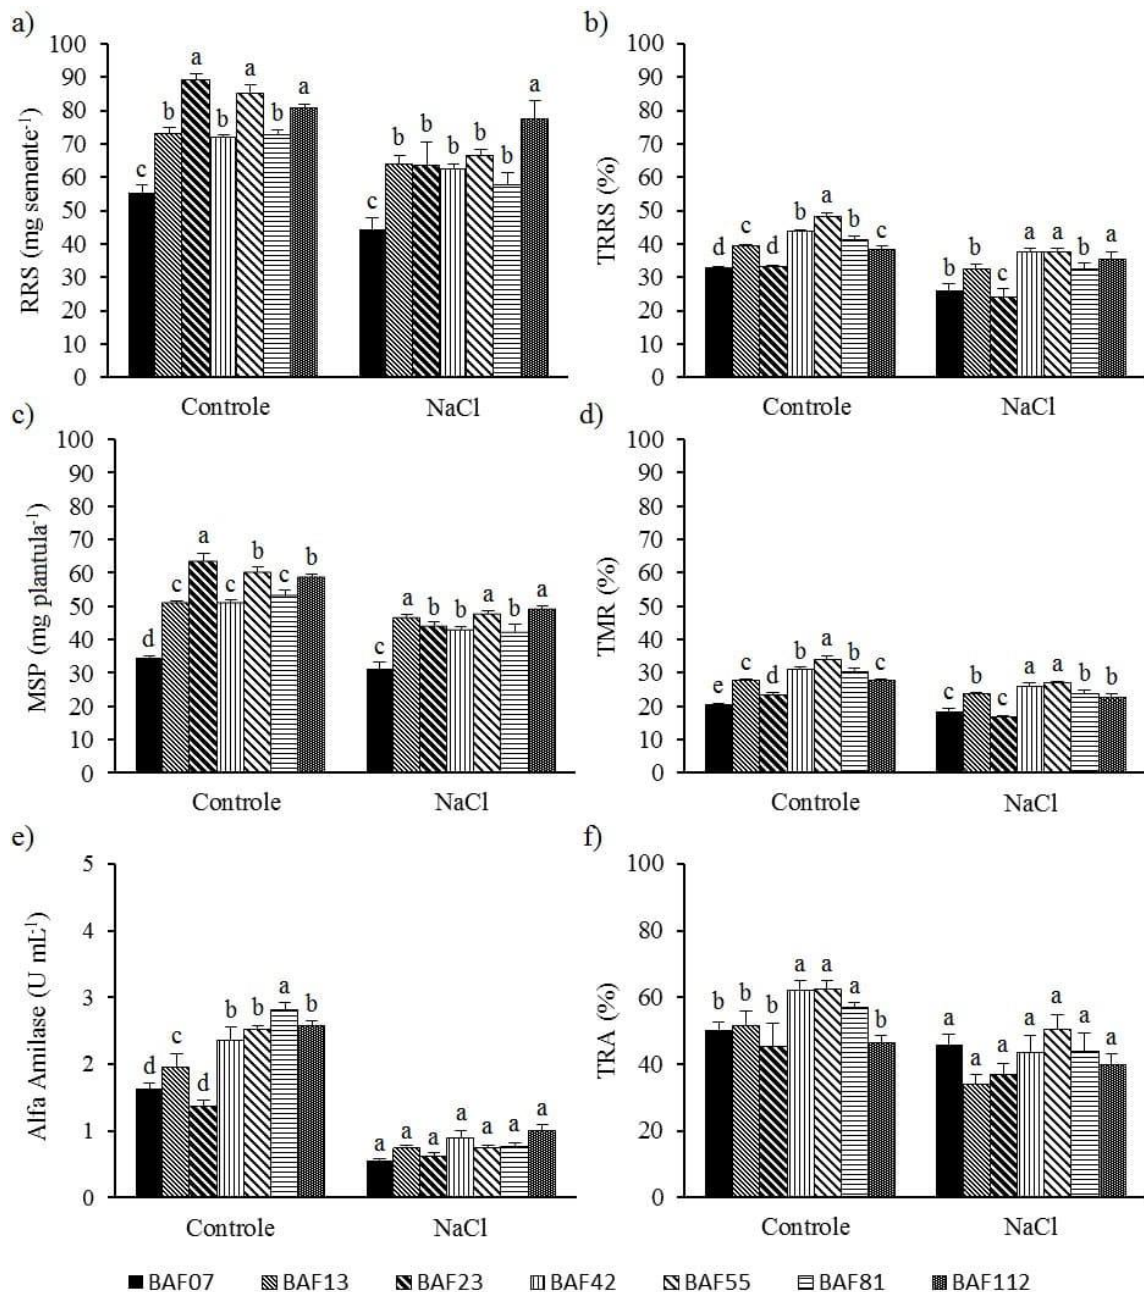 a)
RRS (mg semente⁻¹)
100
90
80
70
60
50
40
30
20
10
0
c b a b a b a
c b b b b b a
Controle NaCl
b)
TRRS (%)
100
90
80
70
60
50
40
30
20
10
0
d c d b a b c
b b c a a b a
Controle NaCl
c)
MSP (mg plantula⁻¹)
100
90
80
70
60
50
40
30
20
10
0
d c a c b c b
c a b b a b a
Controle NaCl
d)
TMR (%)
100
90
80
70
60
50
40
30
20
10
0
e c d b a b c
c b c a a b b
Controle NaCl
e)
Alfa Amilase (U mL⁻¹)
5
4
3
2
1
0
d c d b b a b
a a a a a a a
Controle NaCl
f)
TRA (%)
100
80
60
40
20
0
b b b a a a b
a a a a a a a
Controle NaCl
BAF07 BAF13 BAF23 BAF42 BAF55 BAF81 BAF112